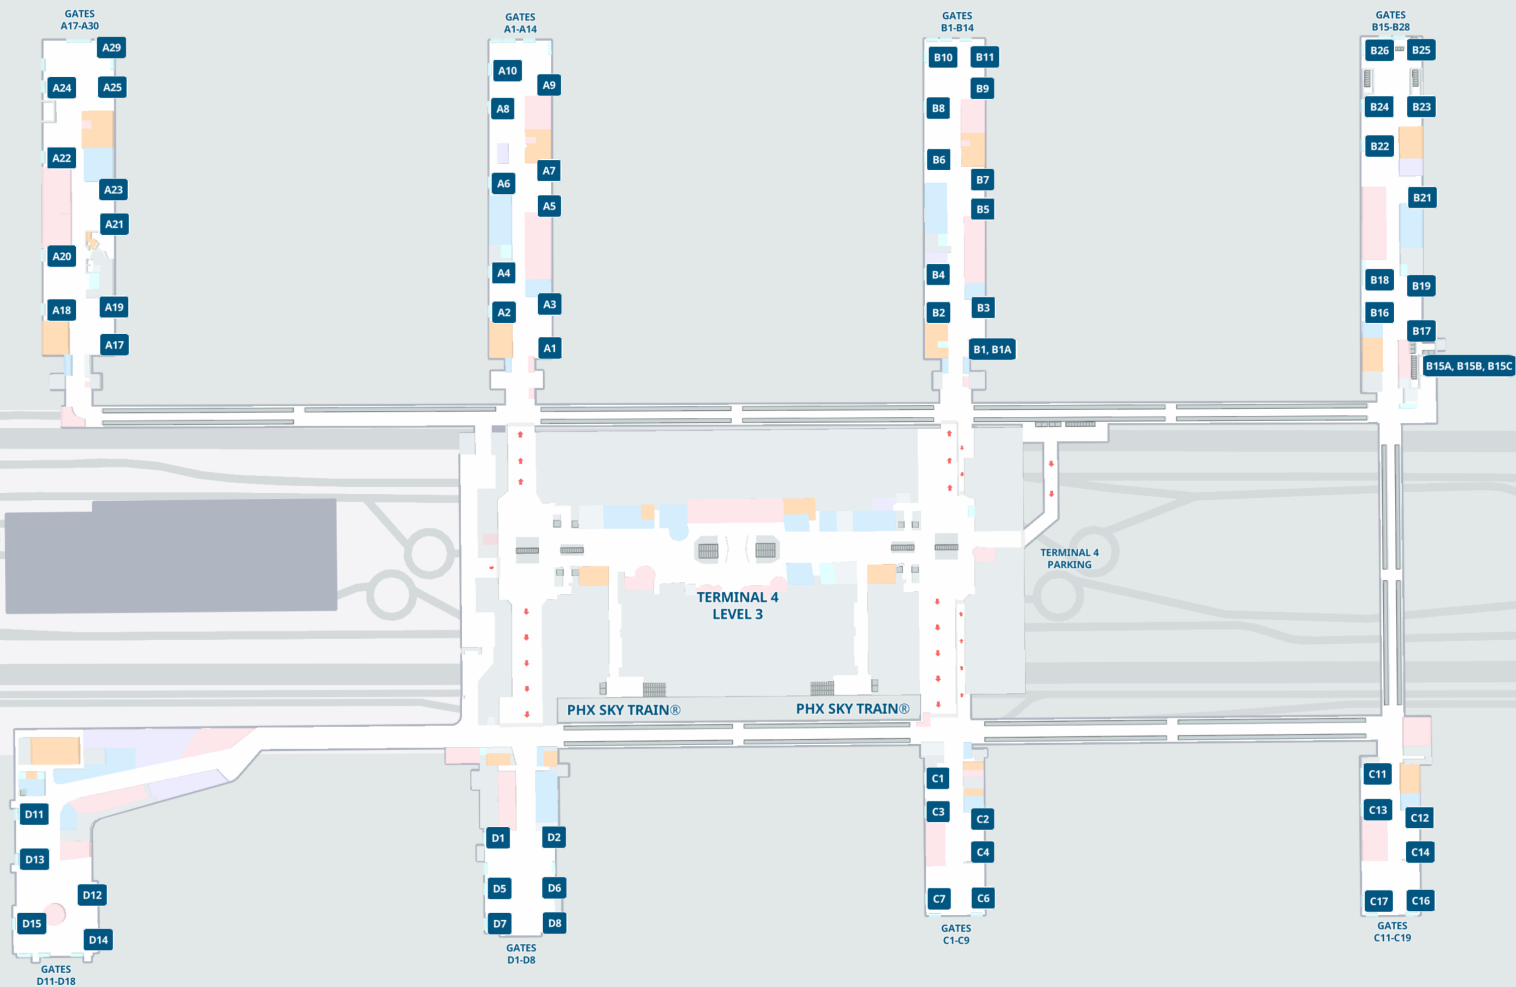 GATES
A17-A30
GATES
A1-A14
GATES
B1-B14
GATES
B15-B28
A29
A24
A25
A22
A23
A21
A20
A18
A19
A17
A10
A9
A8
A7
A6
A5
A4
A3
A2
A1
B10
B11
B9
B8
B6
B7
B5
B4
B3
B2
B1, B1A
B26
B25
B24
B23
B22
B21
B18
B19
B16
B17
B15A, B15B, B15C
TERMINAL 4
PARKING
TERMINAL 4
LEVEL 3
PHX SKY TRAIN®
PHX SKY TRAIN®
D11
D13
D12
D15
D14
GATES
D11-D18
D1
D2
D5
D6
D7
D8
GATES
D1-D8
C1
C3
C2
C4
C7
C6
GATES
C1-C9
C11
C13
C12
C14
C17
C16
GATES
C11-C19